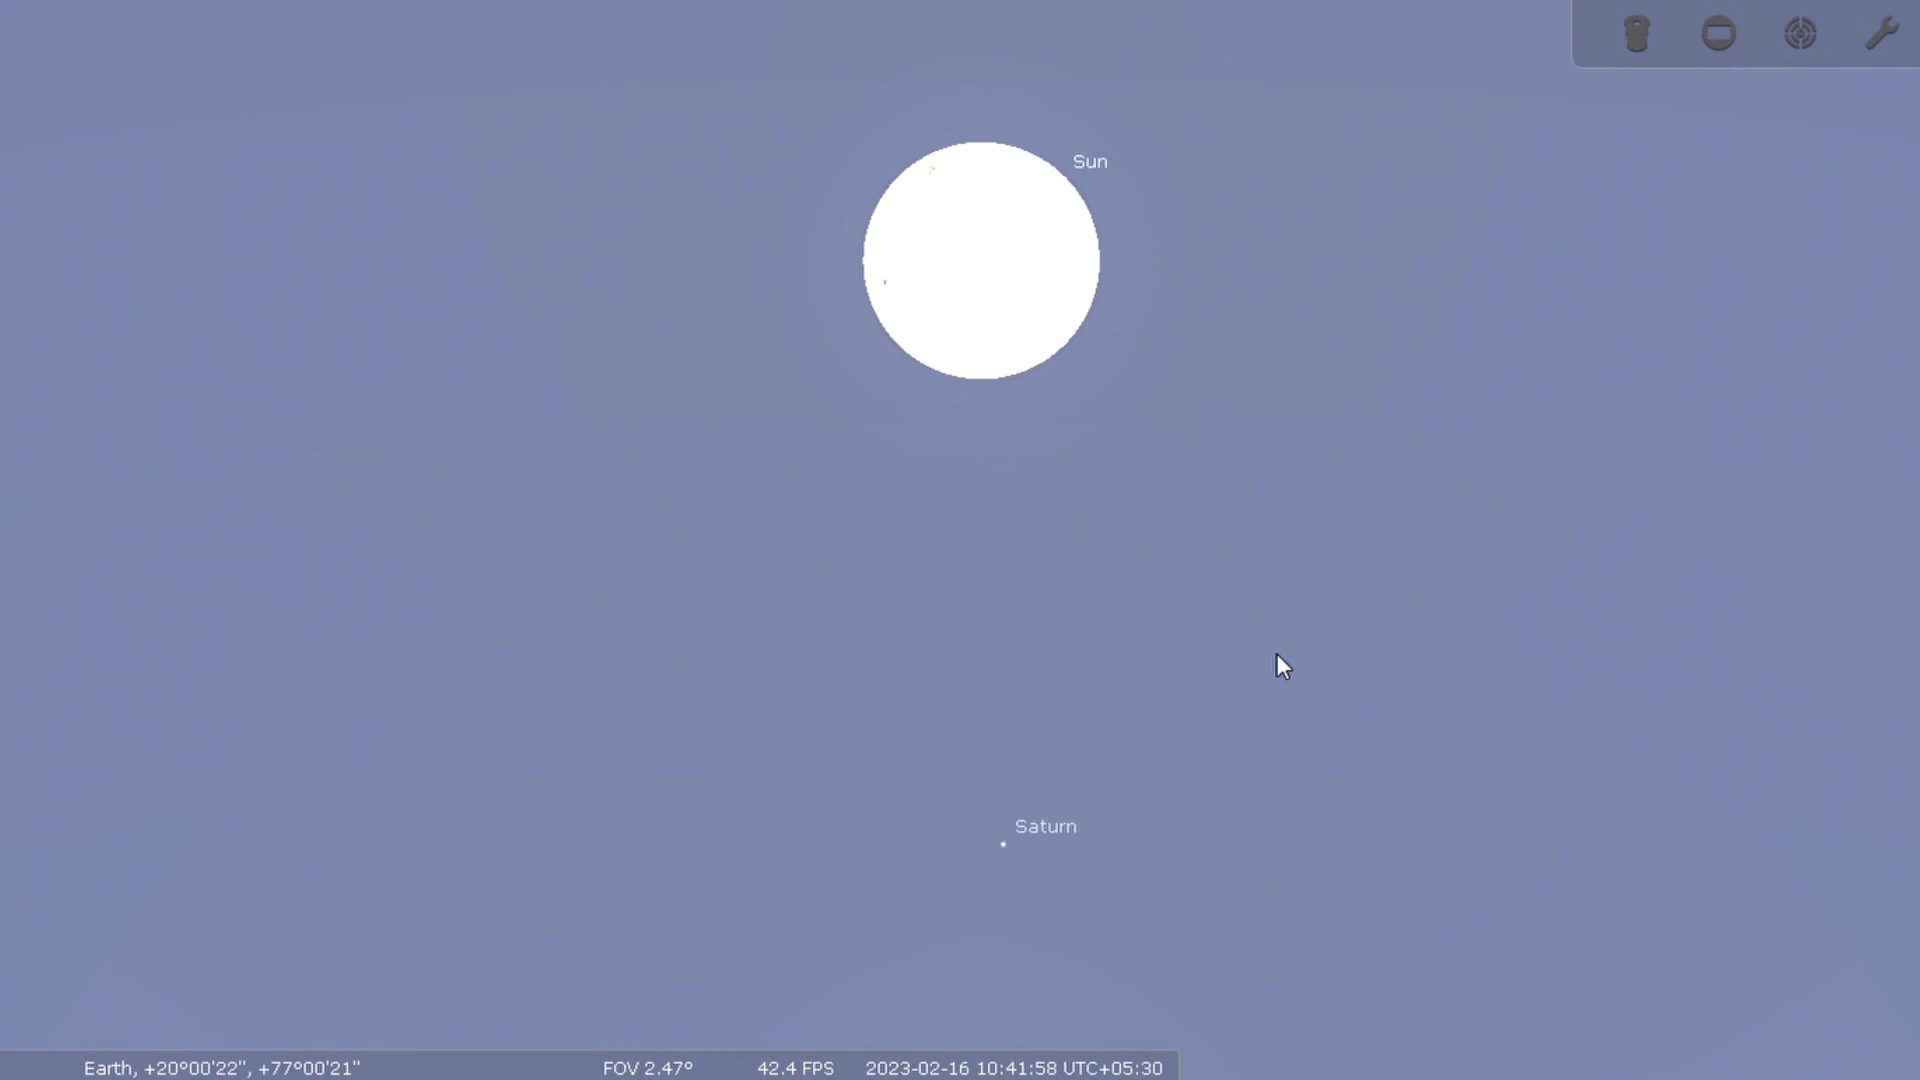 Sun
Saturn
Earth, +20°00'22", +77°00'21" FOV 2.47° 42.4 FPS 2023-02-16 10:41:58 UTC+05:30